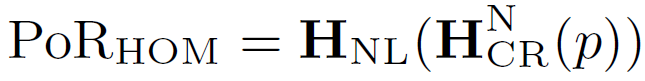 PoR_HOM = H_NL(H_CR^N(p))